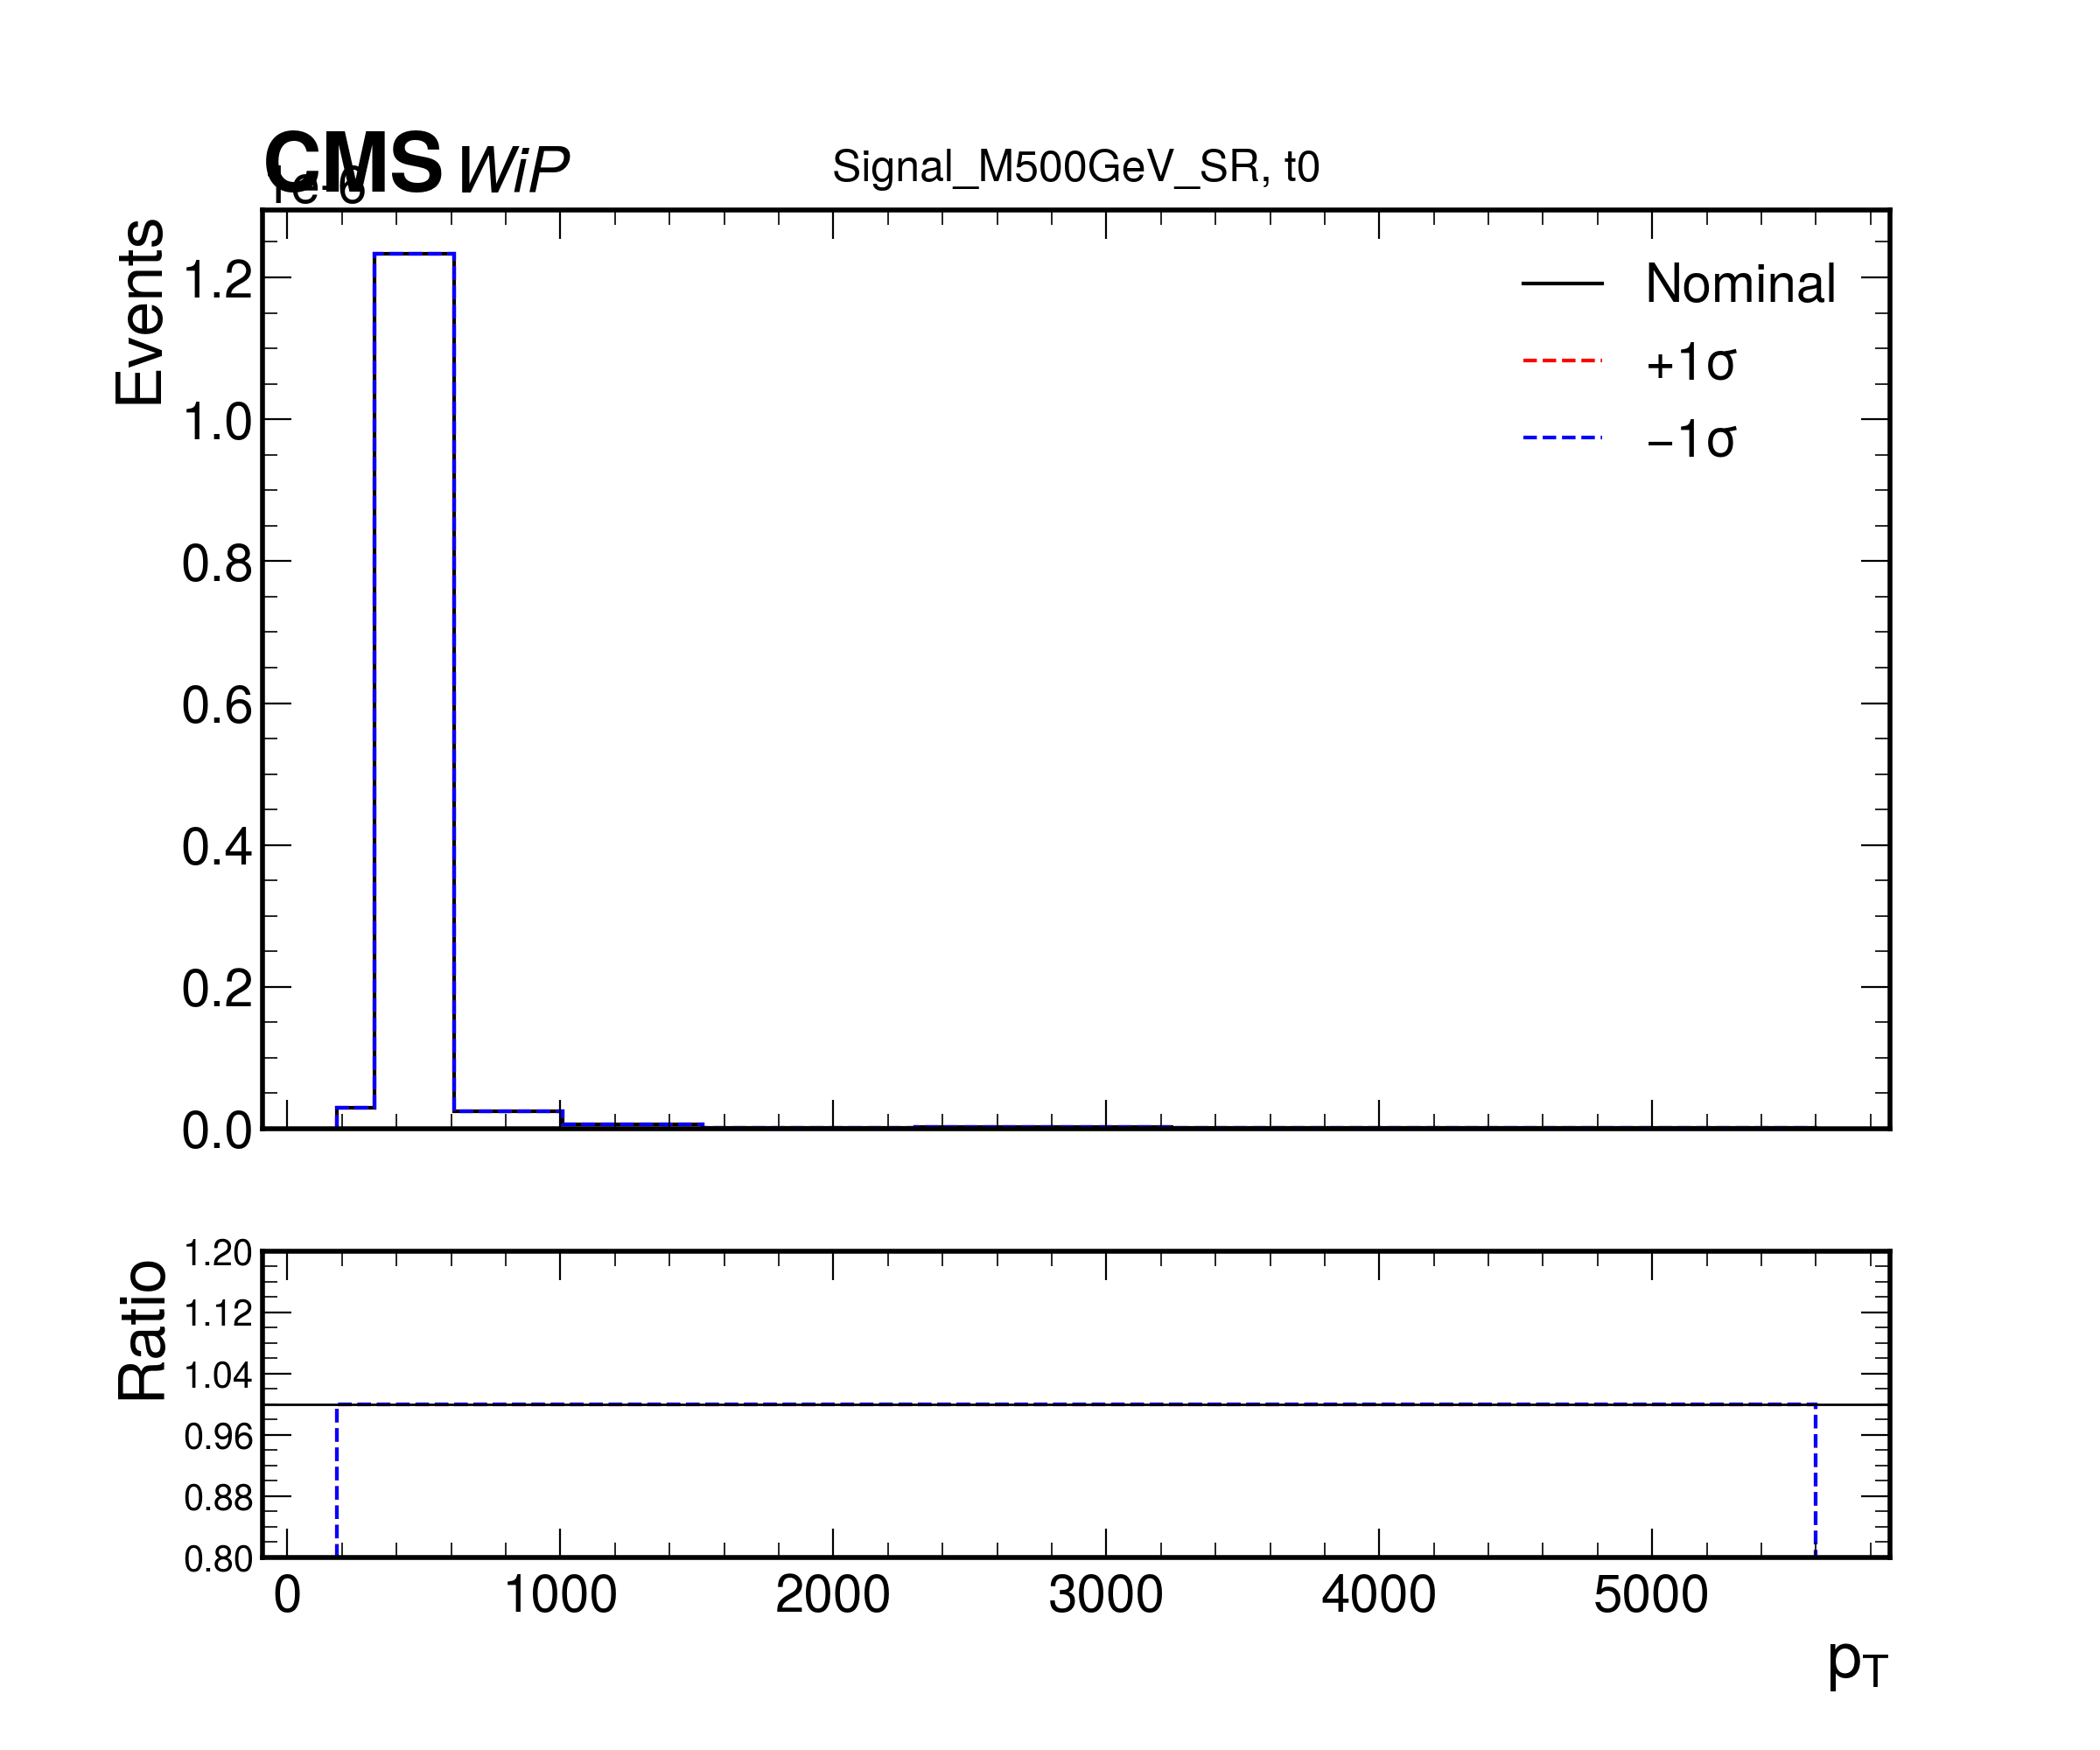 CMS WiP
Signal_M500GeV_SR, t0
Events
Nominal
+1σ
−1σ
1.2
1.0
0.8
0.6
0.4
0.2
0.0
Ratio
1.20
1.12
1.04
0.96
0.88
0.80
0 1000 2000 3000 4000 5000
pT